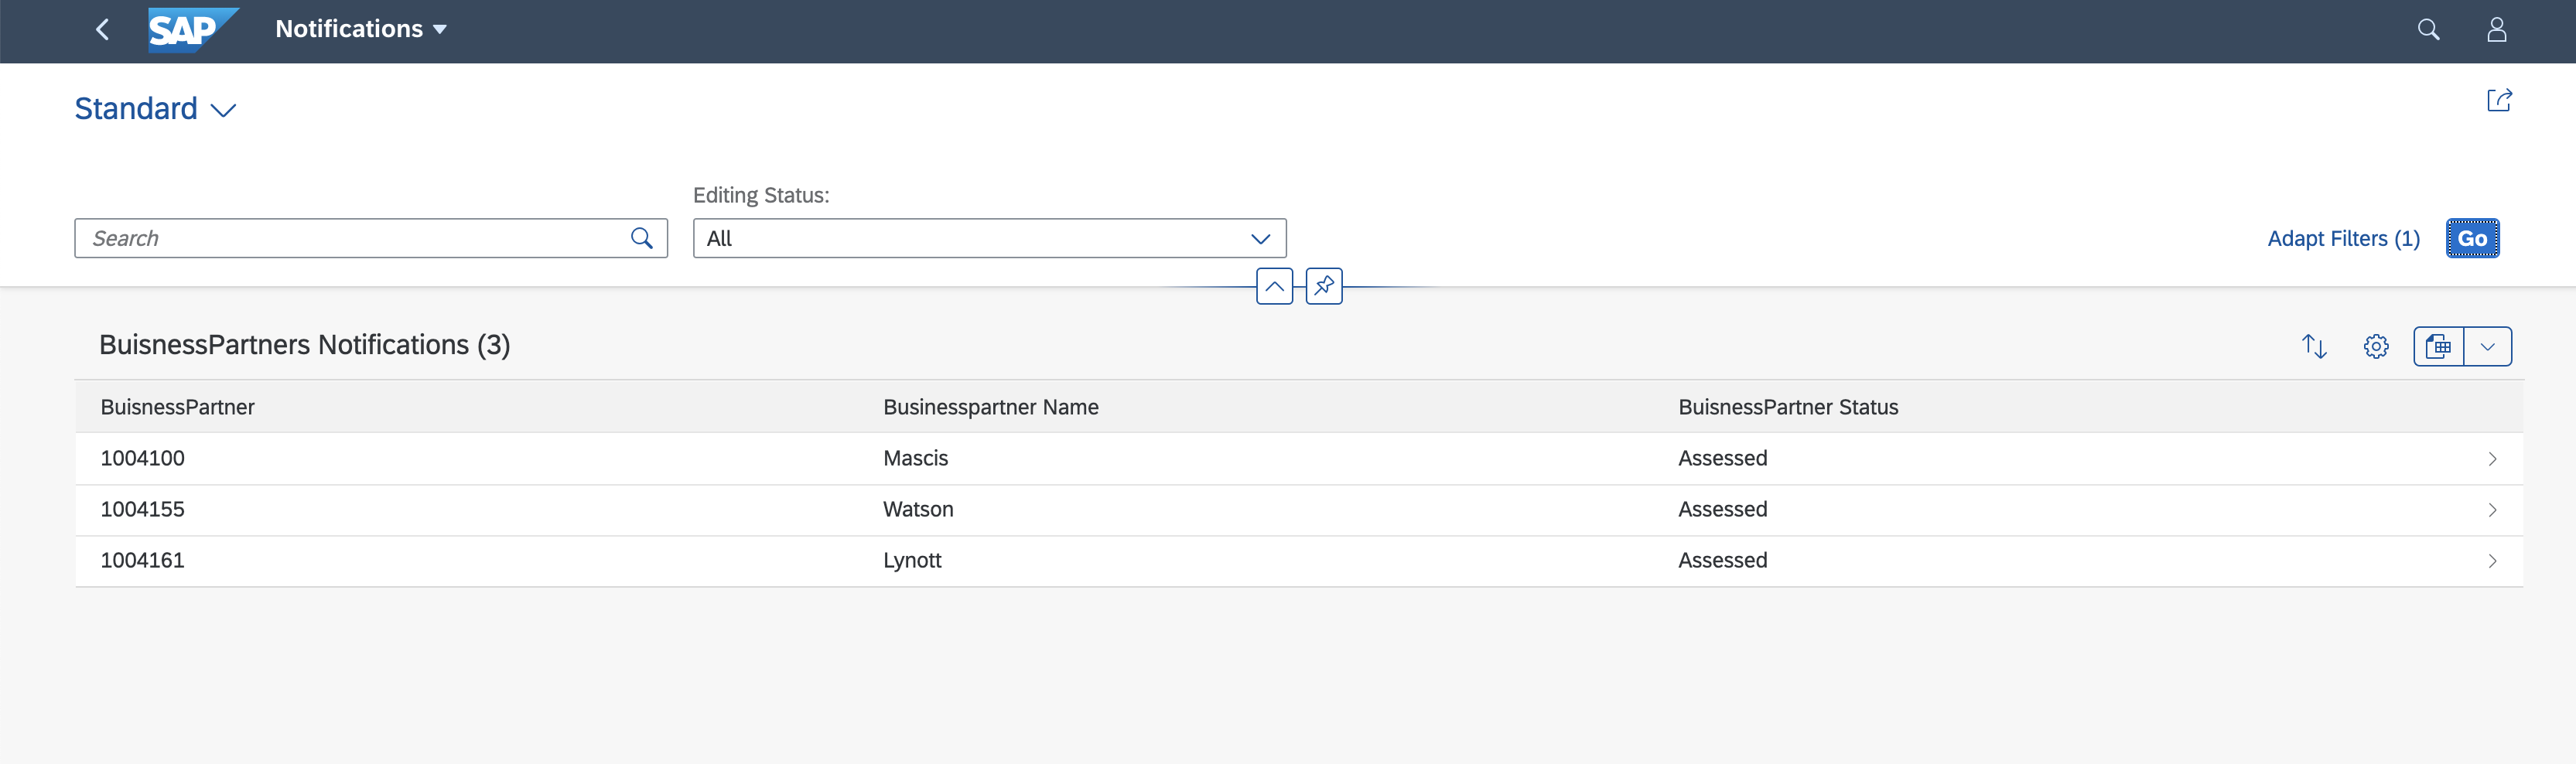 SAP Notifications
Standard
Editing Status:
Search All Adapt Filters (1) Go
BuisnessPartners Notifications (3)
BuisnessPartner Businesspartner Name BuisnessPartner Status
1004100 Mascis Assessed
1004155 Watson Assessed
1004161 Lynott Assessed